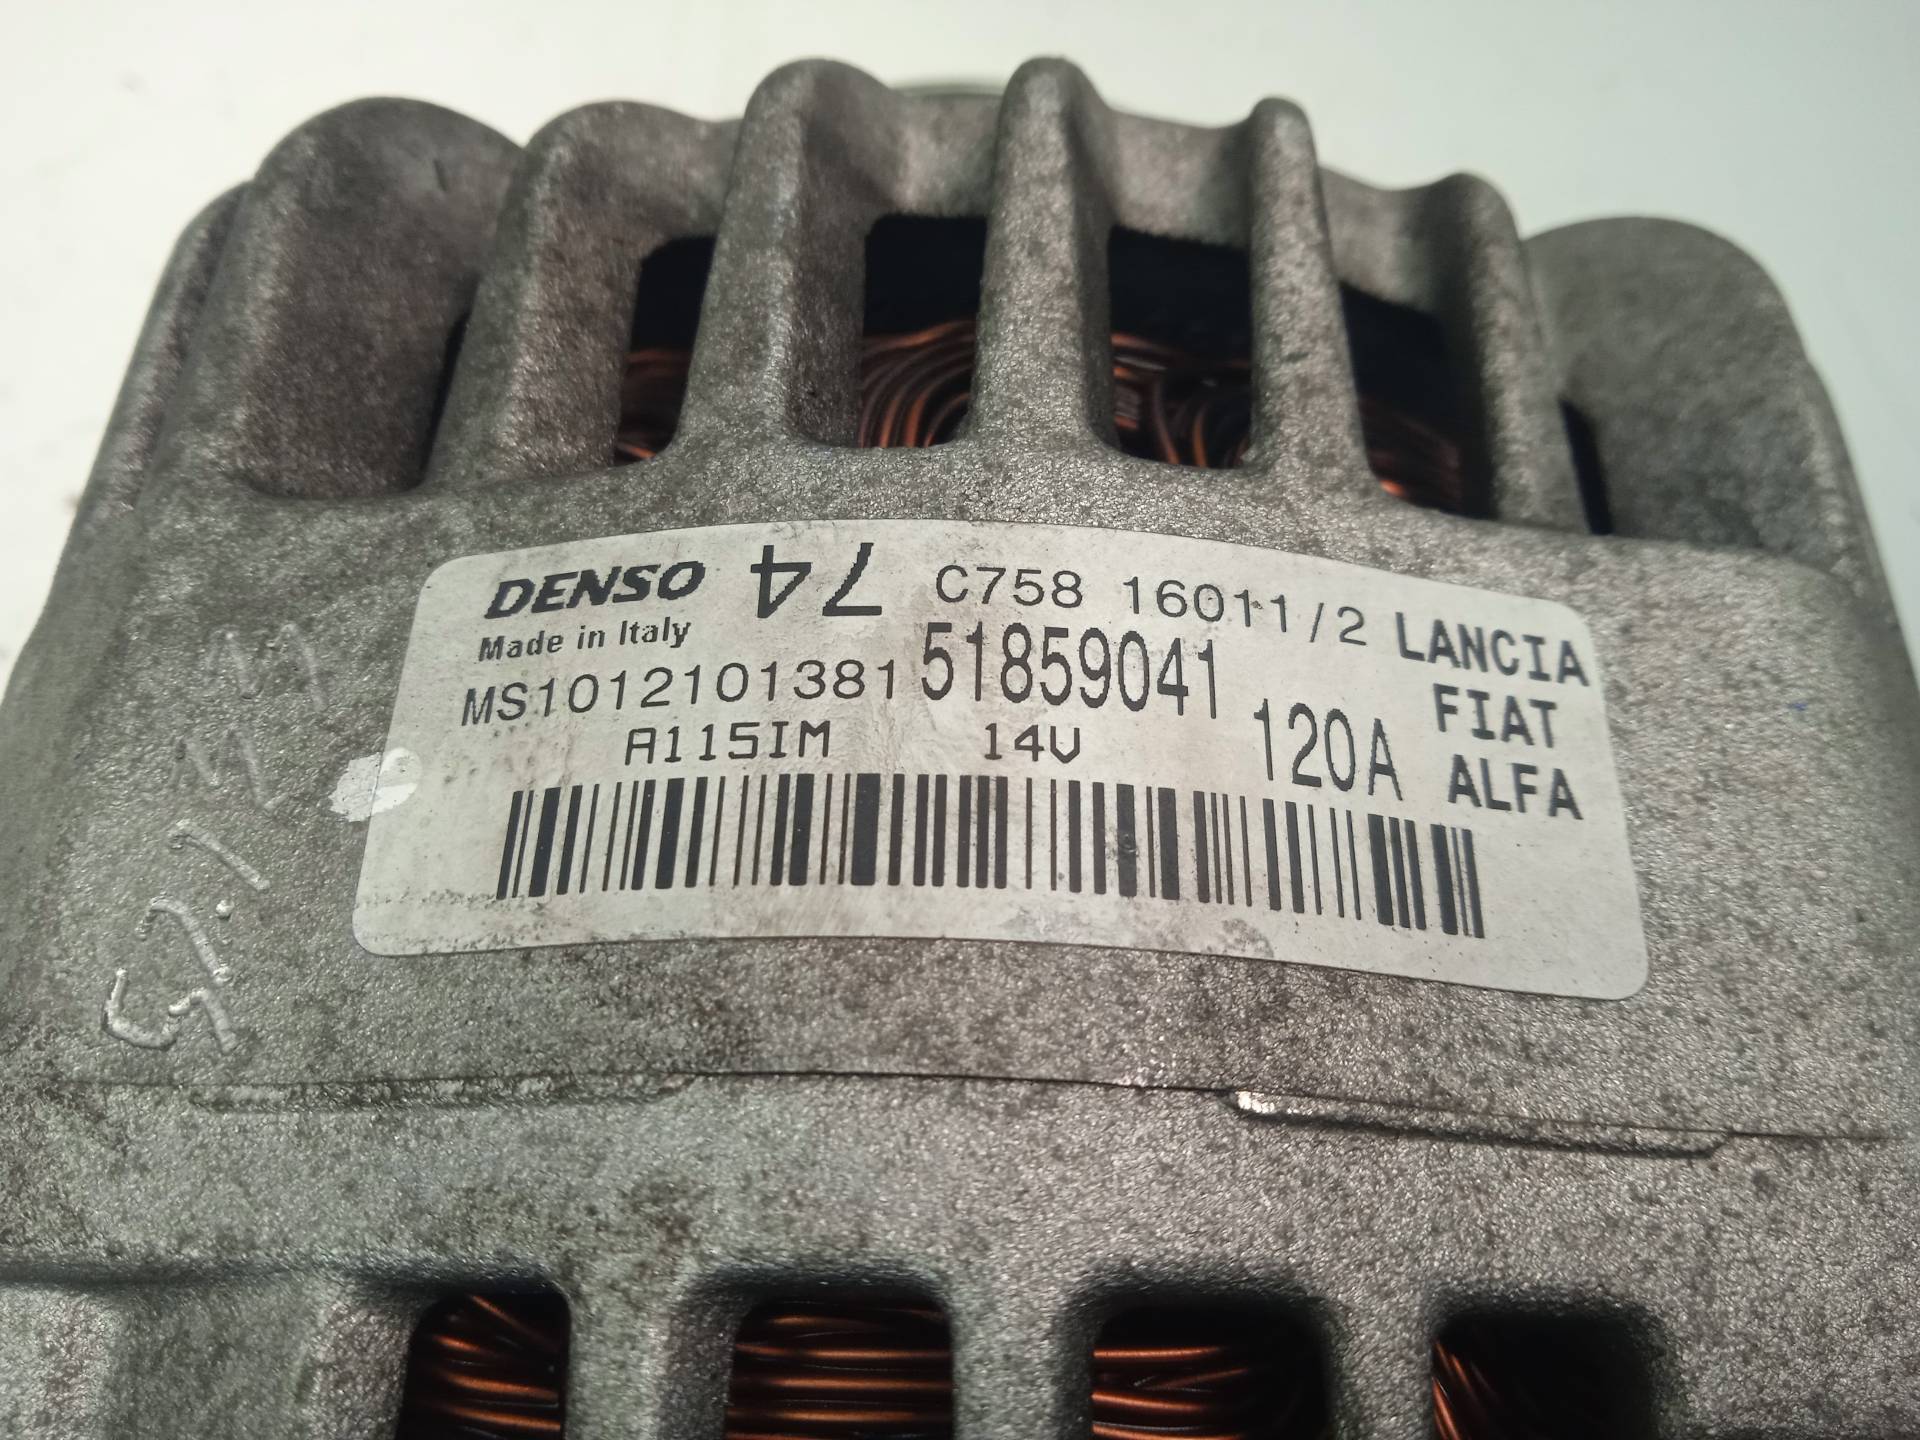 DENSO 74 C758 16011/2 LANCIA
Made in Italy 51859041 FIAT
MS1012101381 120A ALFA
A115IM 14V